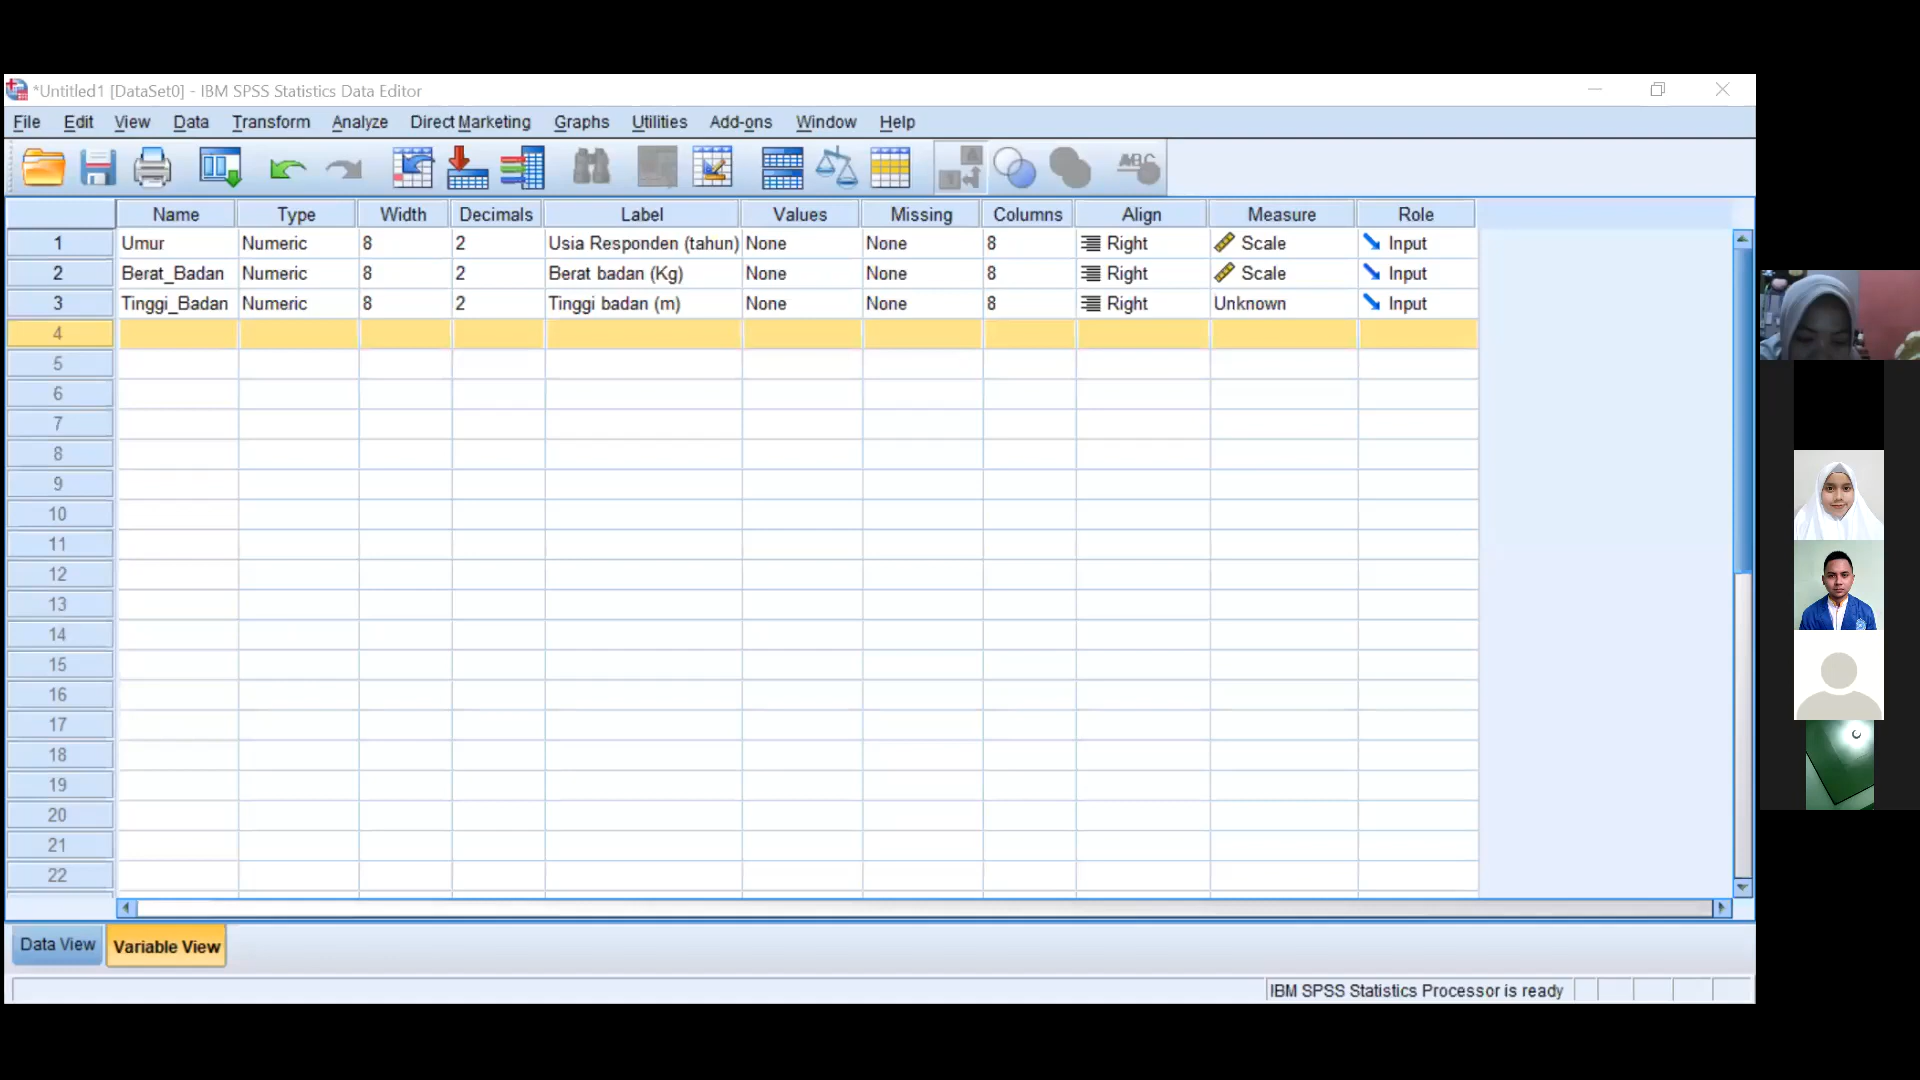 *Untitled1 [DataSet0] - IBM SPSS Statistics Data Editor
File Edit View Data Transform Analyze Direct Marketing Graphs Utilities Add-ons Window Help
Name Type Width Decimals Label Values Missing Columns Align Measure Role
1 Umur Numeric 8 2 Usia Responden (tahun) None None 8 Right Scale Input
2 Berat_Badan Numeric 8 2 Berat badan (Kg) None None 8 Right Scale Input
3 Tinggi_Badan Numeric 8 2 Tinggi badan (m) None None 8 Right Unknown Input
4
5
6
7
8
9
10
11
12
13
14
15
16
17
18
19
20
21
22
Data View Variable View
IBM SPSS Statistics Processor is ready